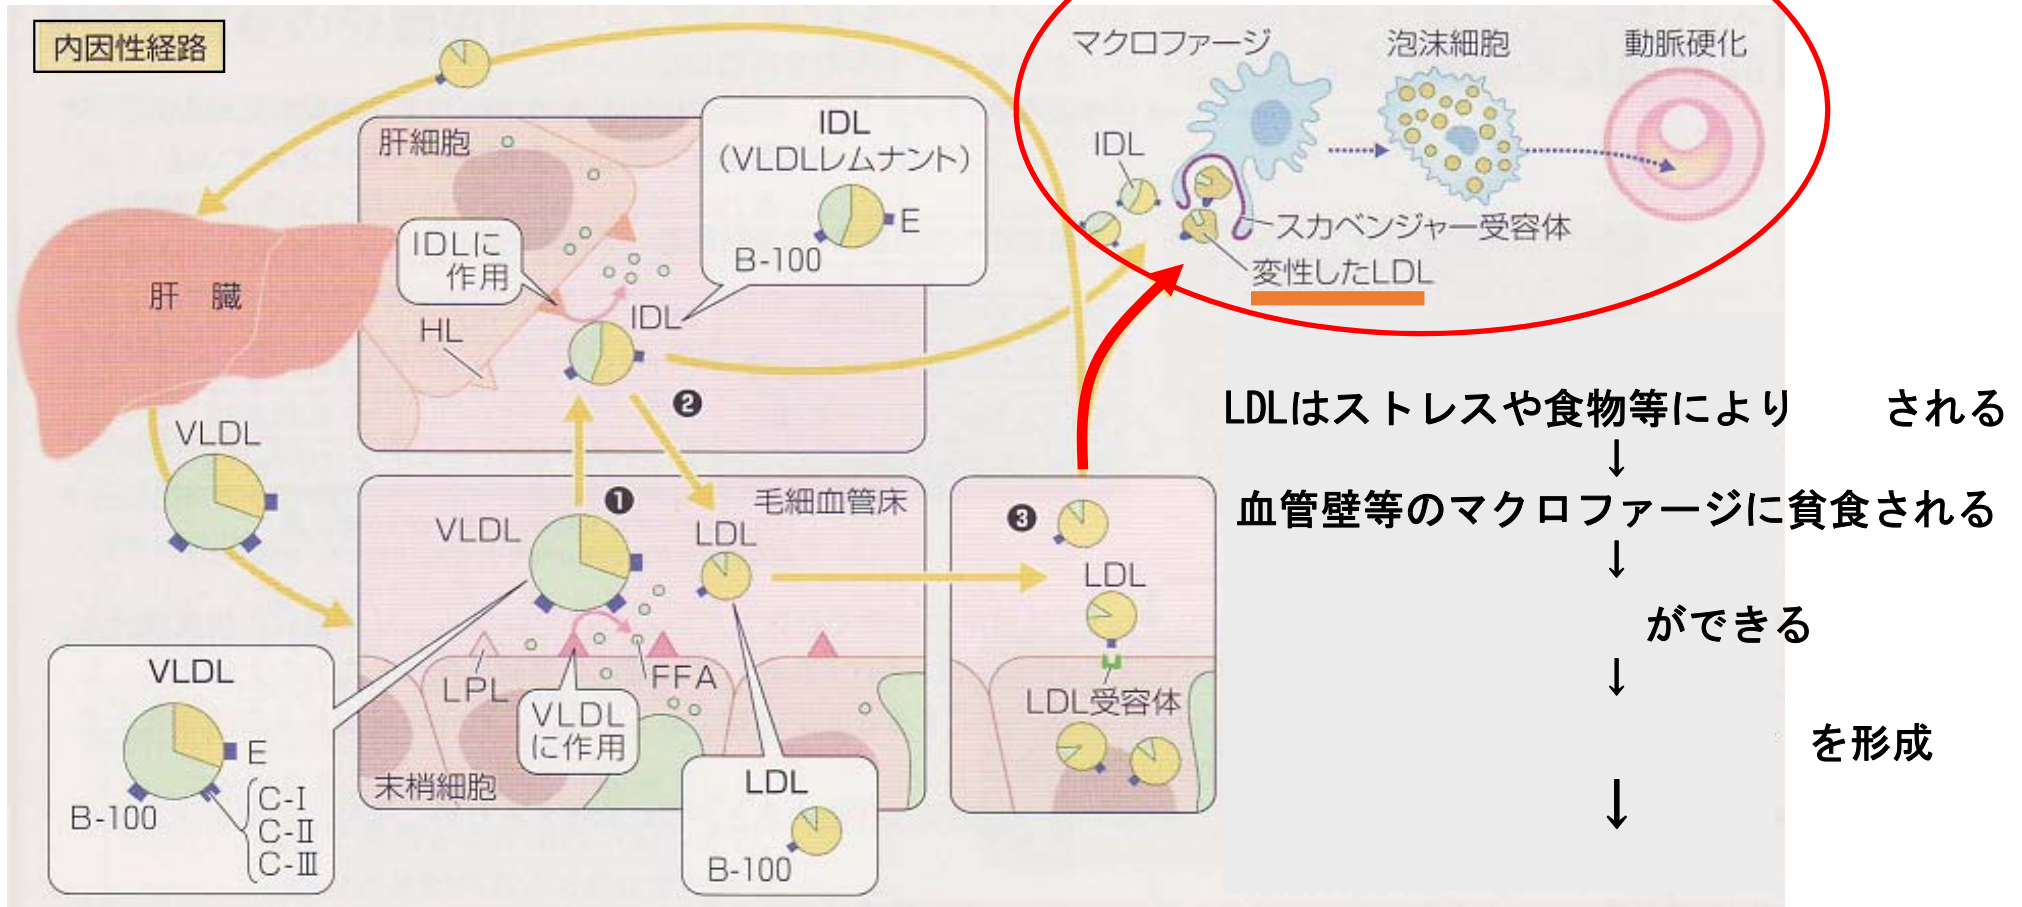 内因性経路
肝細胞
IDL
(VLDLレムナント)
E
B-100
IDLに
作用
HL
IDL
❷
肝 臓
VLDL
マクロファージ
泡沫細胞
動脈硬化
IDL
スカベンジャー受容体
変性したLDL
❶
VLDL
LDL
毛細血管床
LPL
FFA
VLDL
に作用
末梢細胞
VLDL
E
B-100
C-Ⅰ
C-Ⅱ
C-Ⅲ
LDL
B-100
❸
LDL
LDL受容体
LDLはストレスや食物等により される
↓
血管壁等のマクロファージに貧食される
↓
ができる
↓
を形成
↓